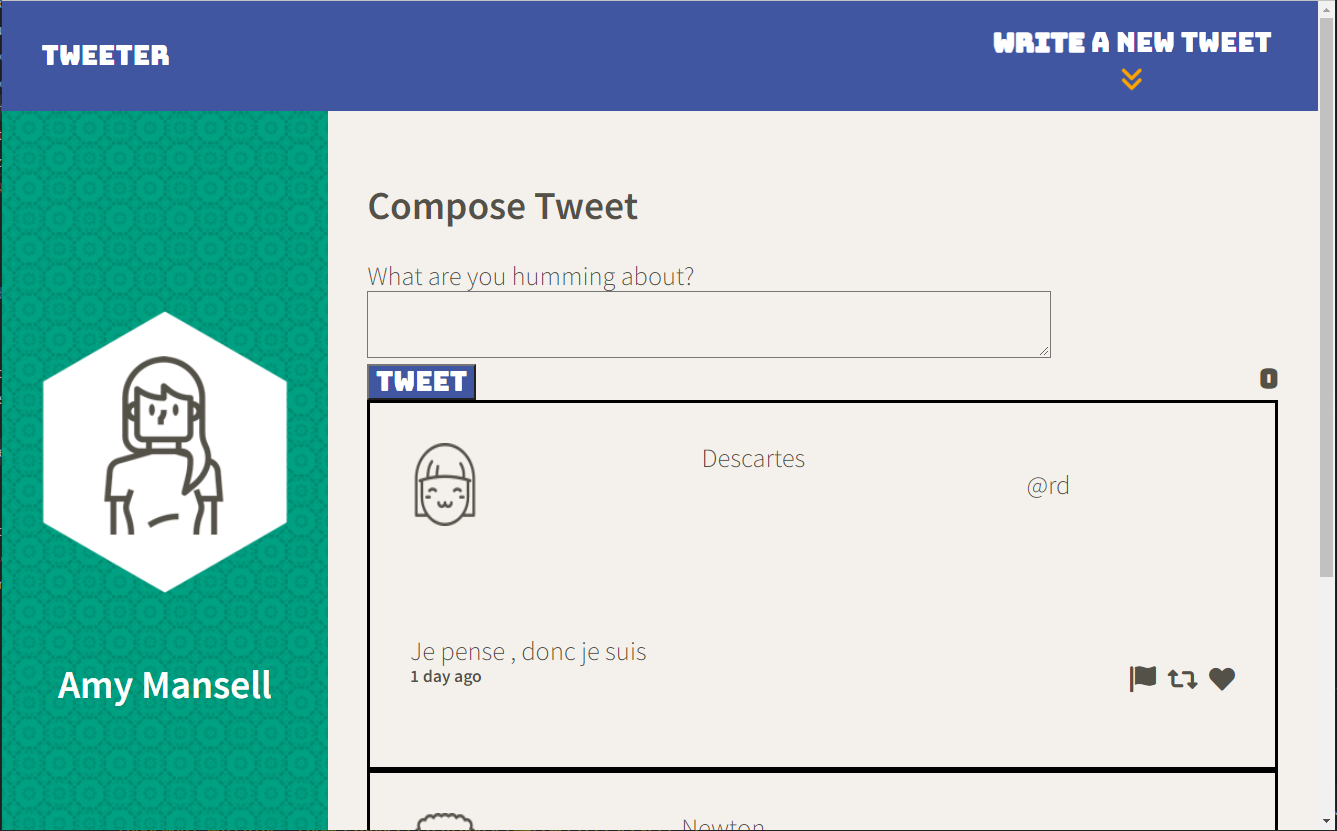 TWEETER
WRITE A NEW TWEET
Amy Mansell
Compose Tweet
What are you humming about?
TWEET
0
Descartes
@rd
Je pense , donc je suis
1 day ago
Newton